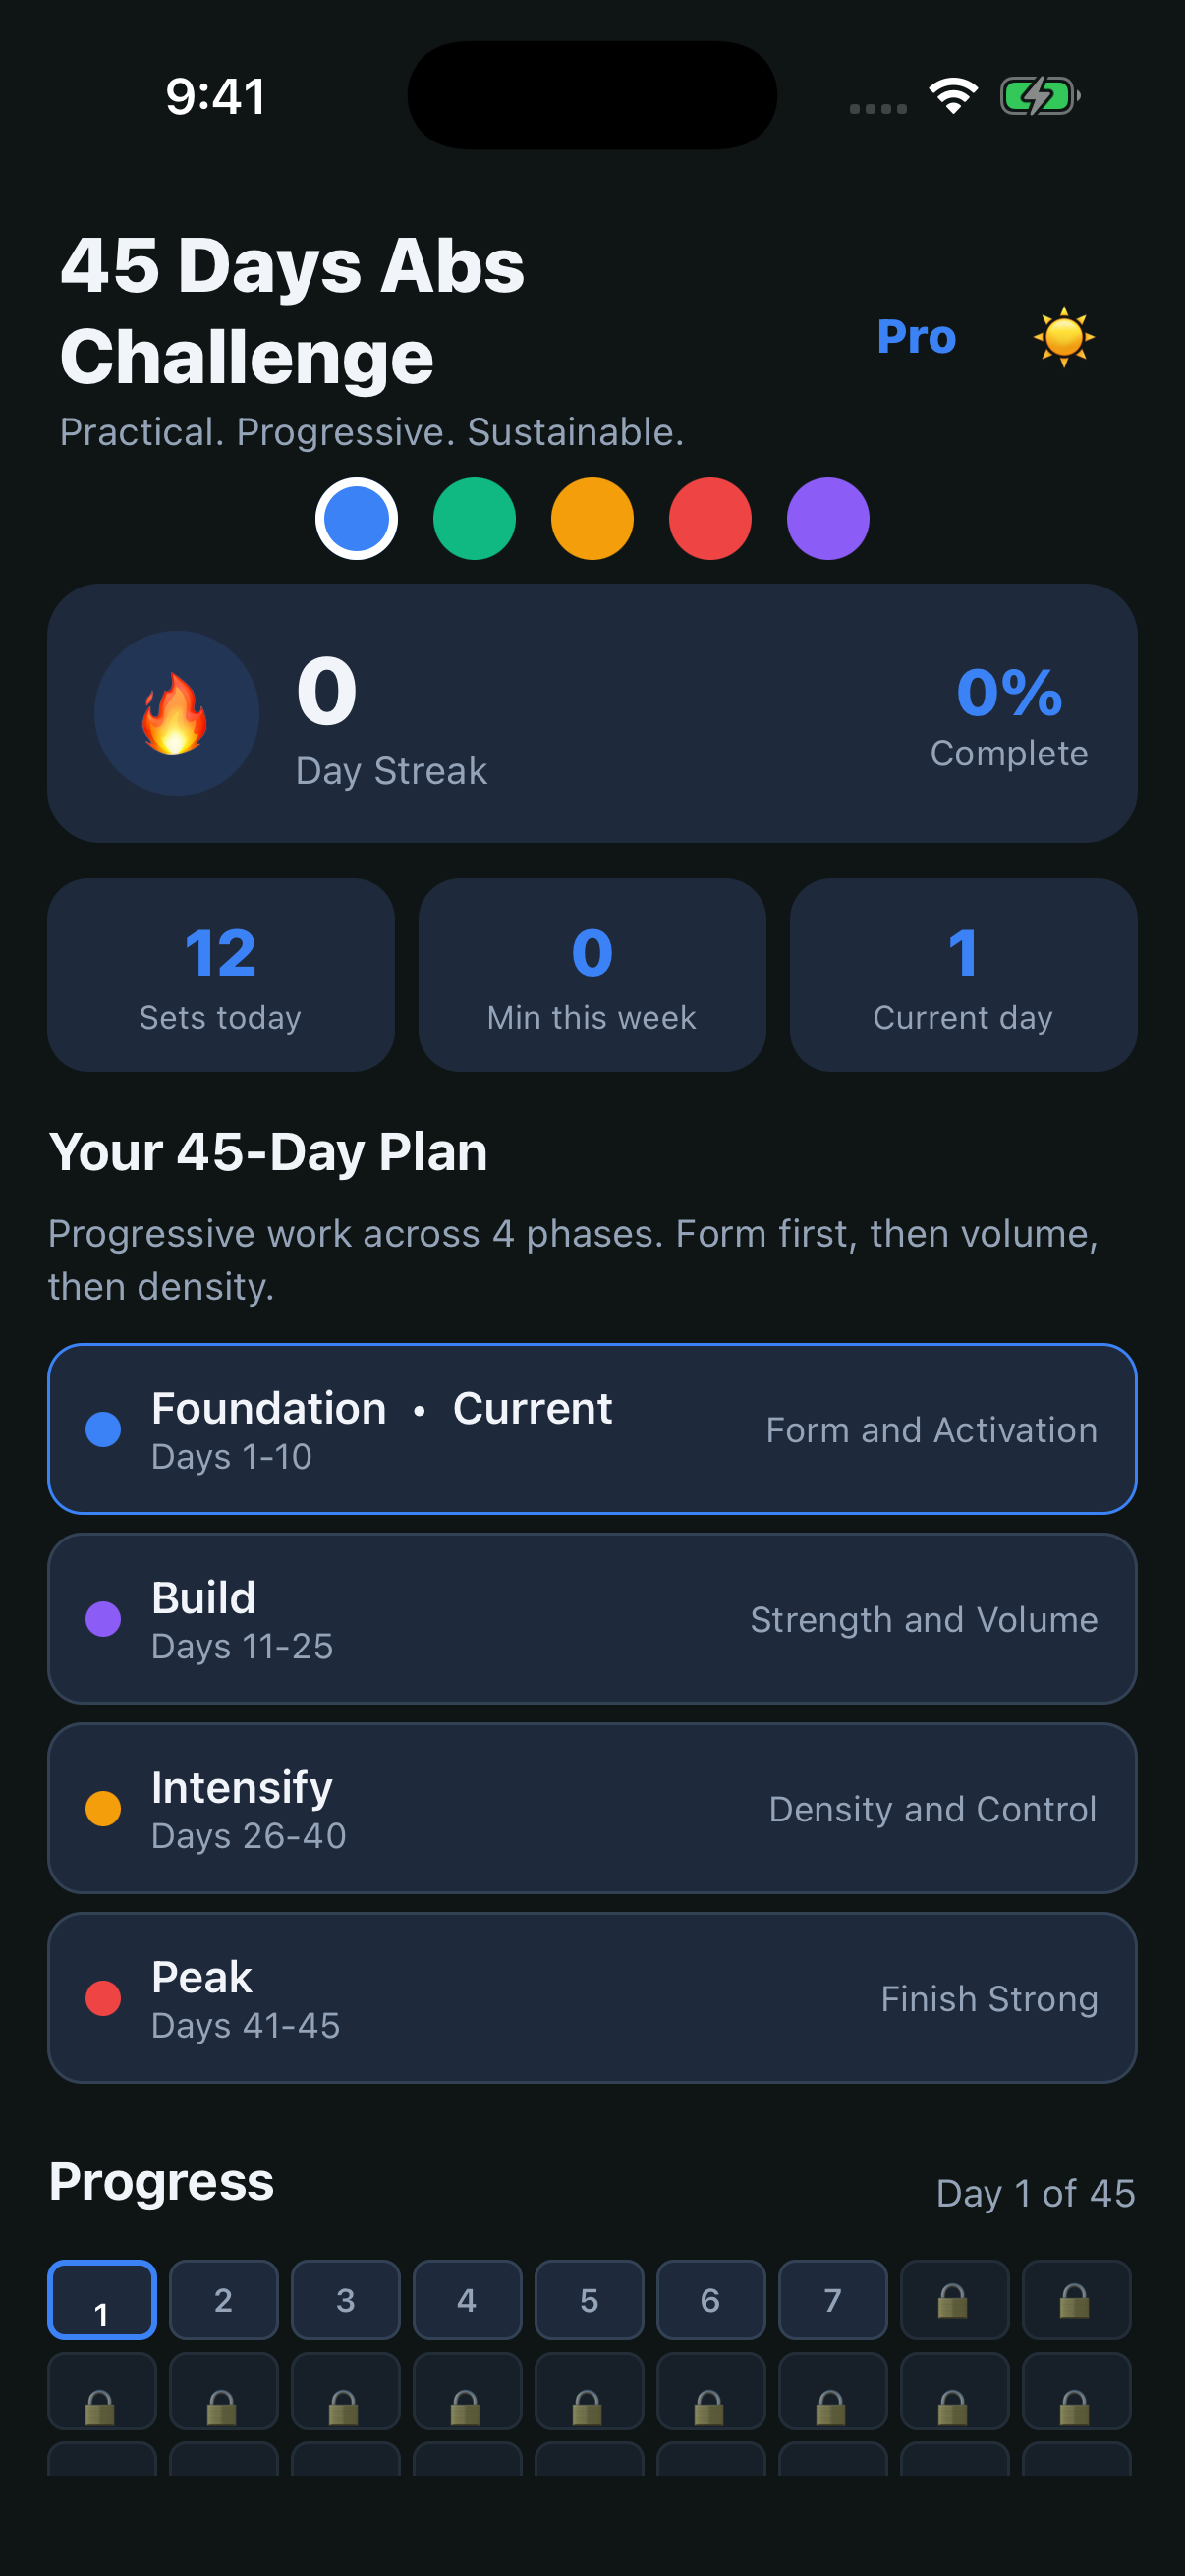 9:41
45 Days Abs
Challenge
Pro
Practical. Progressive. Sustainable.
0
Day Streak
0%
Complete
12
Sets today
0
Min this week
1
Current day
Your 45-Day Plan
Progressive work across 4 phases. Form first, then volume,
then density.
Foundation • Current
Days 1-10
Form and Activation
Build
Days 11-25
Strength and Volume
Intensify
Days 26-40
Density and Control
Peak
Days 41-45
Finish Strong
Progress
Day 1 of 45
1 2 3 4 5 6 7